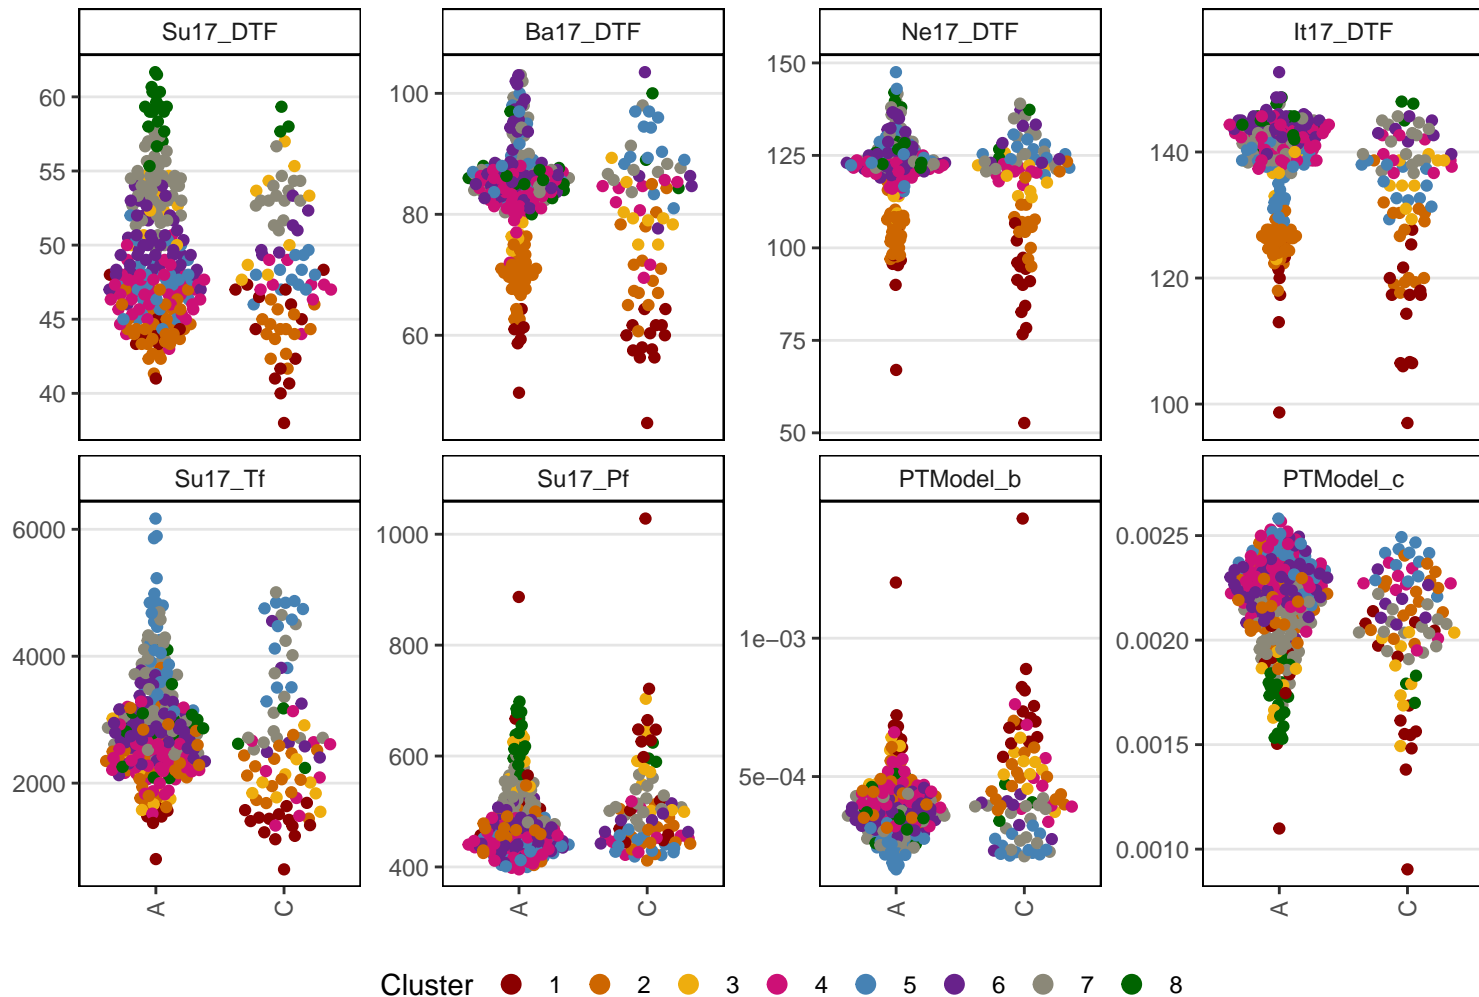 Su17_DTF Ba17_DTF Ne17_DTF It17_DTF
60 55 50 45 40
100 80 60
150 125 100 75 50
140 120 100
Su17_Tf Su17_Pf PTModel_b PTModel_c
6000 4000 2000
1000 800 600 400
1e−03 5e−04
0.0025 0.0020 0.0015 0.0010
A C A C A C A C
Cluster 1 2 3 4 5 6 7 8